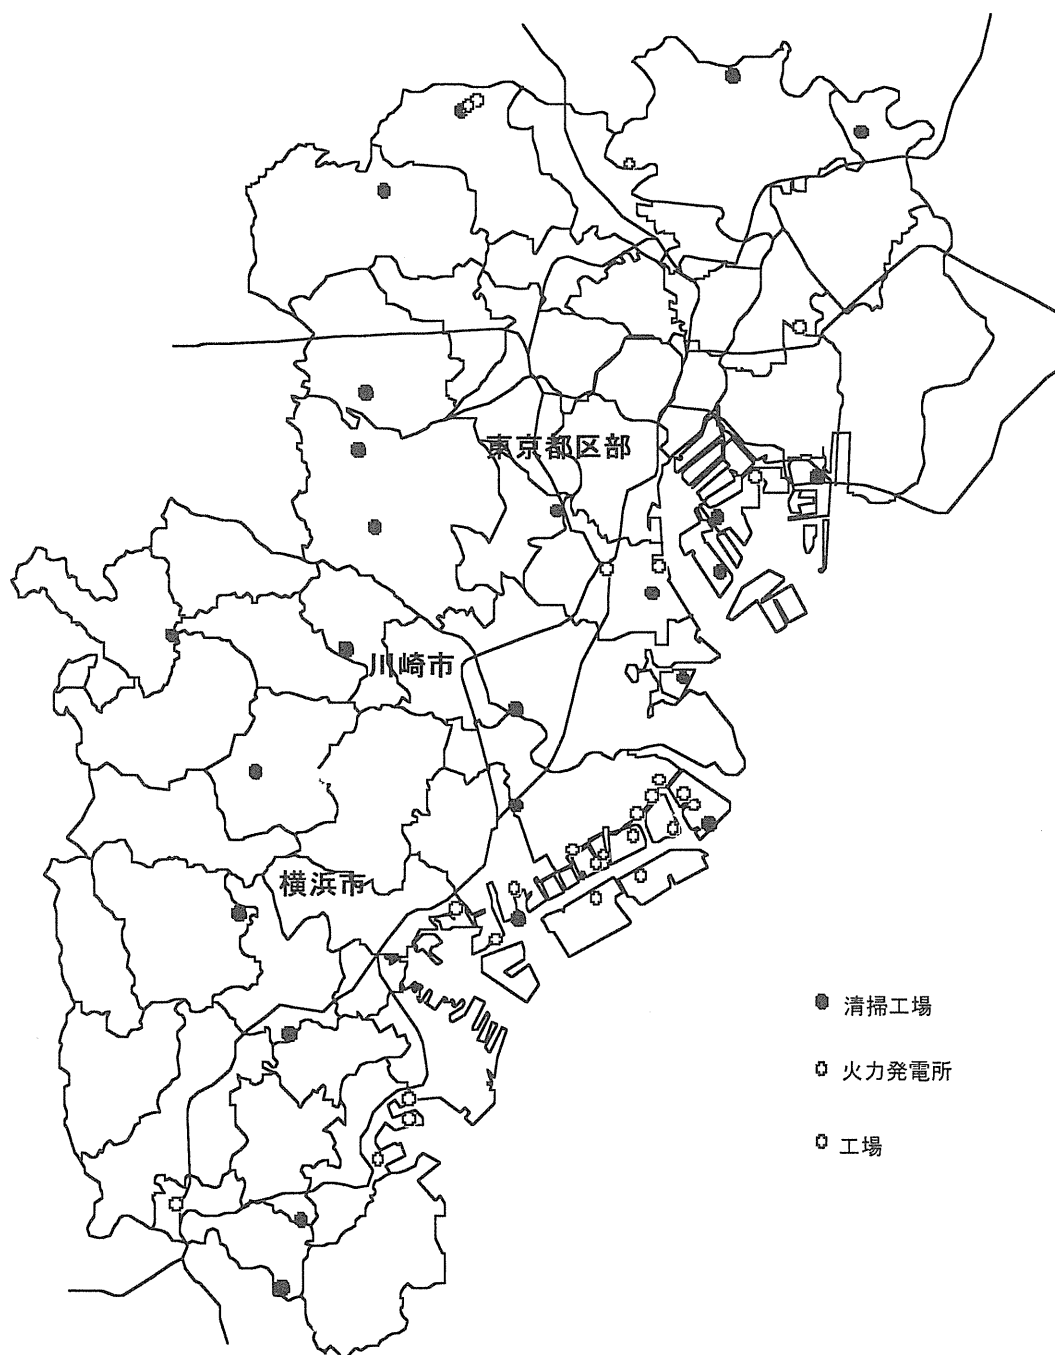 東京都区部
川崎市
横浜市
清掃工場
火力発電所
工場